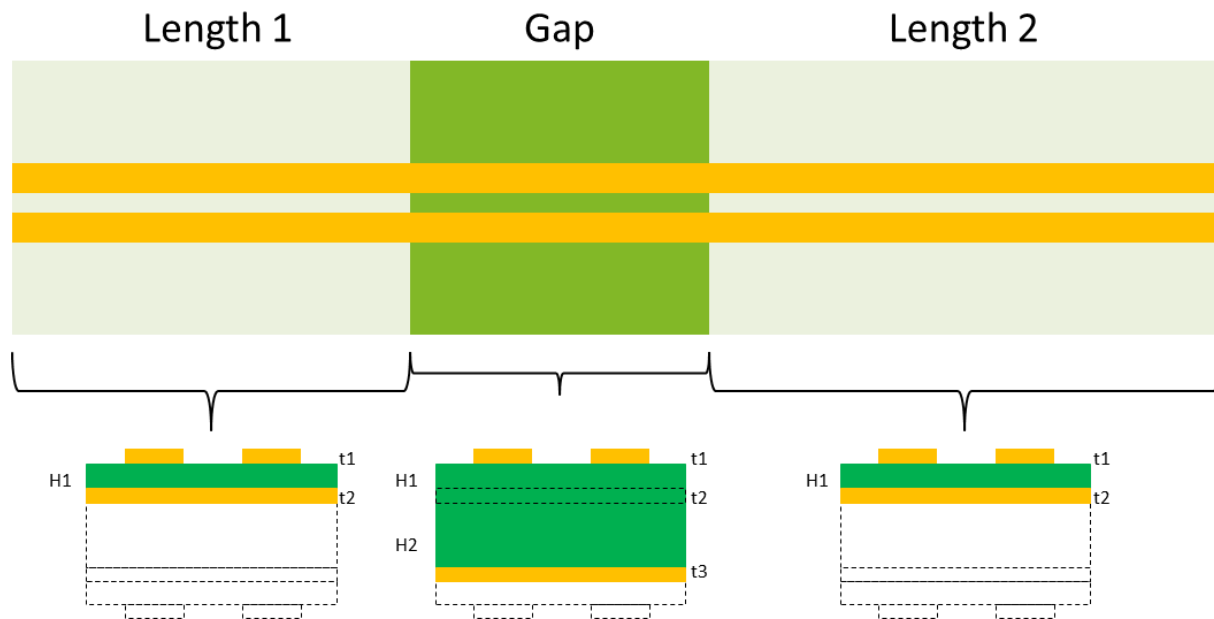 Length 1 Gap Length 2
t1 t1 t1
H1 H1 H1
t2 t2 t2
H2
t3